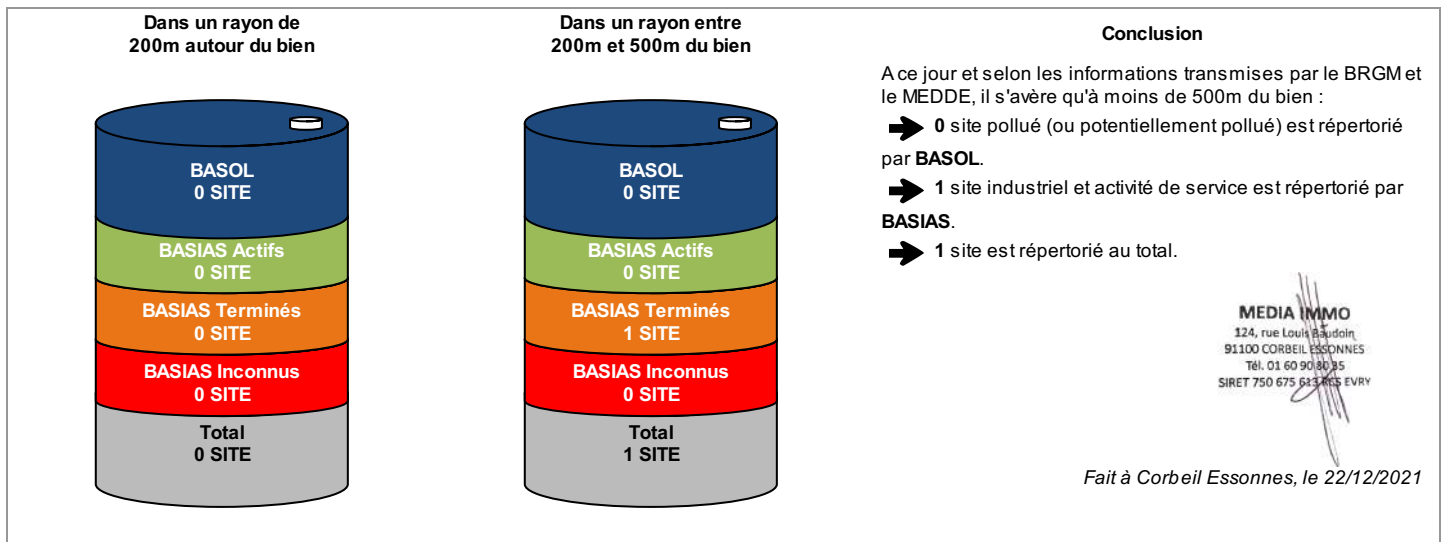 Dans un rayon de
200m autour du bien
BASOL
0 SITE
BASIAS Actifs
0 SITE
BASIAS Terminés
0 SITE
BASIAS Inconnus
0 SITE
Total
0 SITE
Dans un rayon entre
200m et 500m du bien
BASOL
0 SITE
BASIAS Actifs
0 SITE
BASIAS Terminés
1 SITE
BASIAS Inconnus
0 SITE
Total
1 SITE
Conclusion
A ce jour et selon les informations transmises par le BRGM et
le MEDDE, il s'avère qu'à moins de 500m du bien :
0 site pollué (ou potentiellement pollué) est répertorié
par BASOL.
1 site industriel et activité de service est répertorié par
BASIAS.
1 site est répertorié au total.
MEDIA IMMO
124, rue Louis Baudoin
91100 CORBEIL ESSONNES
Tél. 01 60 90 80 85
SIRET 750 675 613 RCS EVRY
Fait à Corbeil Essonnes, le 22/12/2021